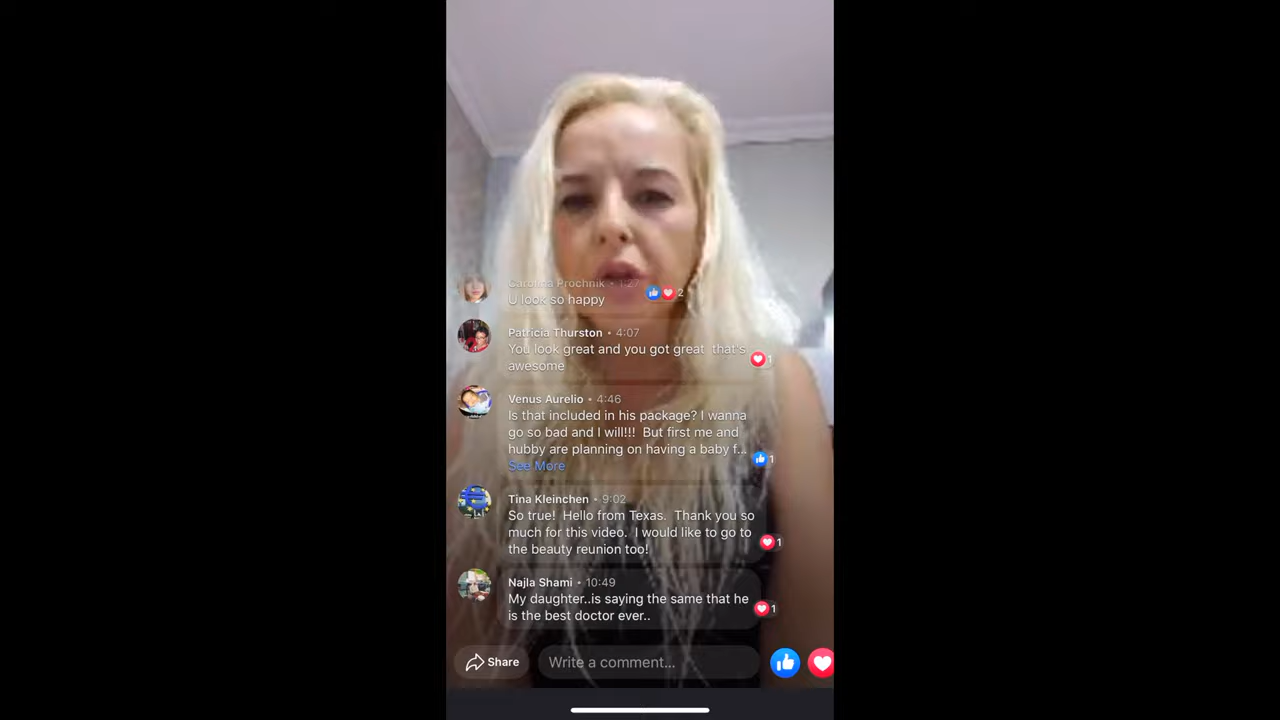 Carolina Prochnik • 1:27
U look so happy
2
Patricia Thurston • 4:07
You look great and you got great that's
awesome
1
Venus Aurelio • 4:46
Is that included in his package? I wanna
go so bad and I will!!! But first me and
hubby are planning on having a baby f...
See More
1
Tina Kleinchen • 9:02
So true! Hello from Texas. Thank you so
much for this video. I would like to go to
the beauty reunion too!
1
Najla Shami • 10:49
My daughter..is saying the same that he
is the best doctor ever..
1
Share
Write a comment...